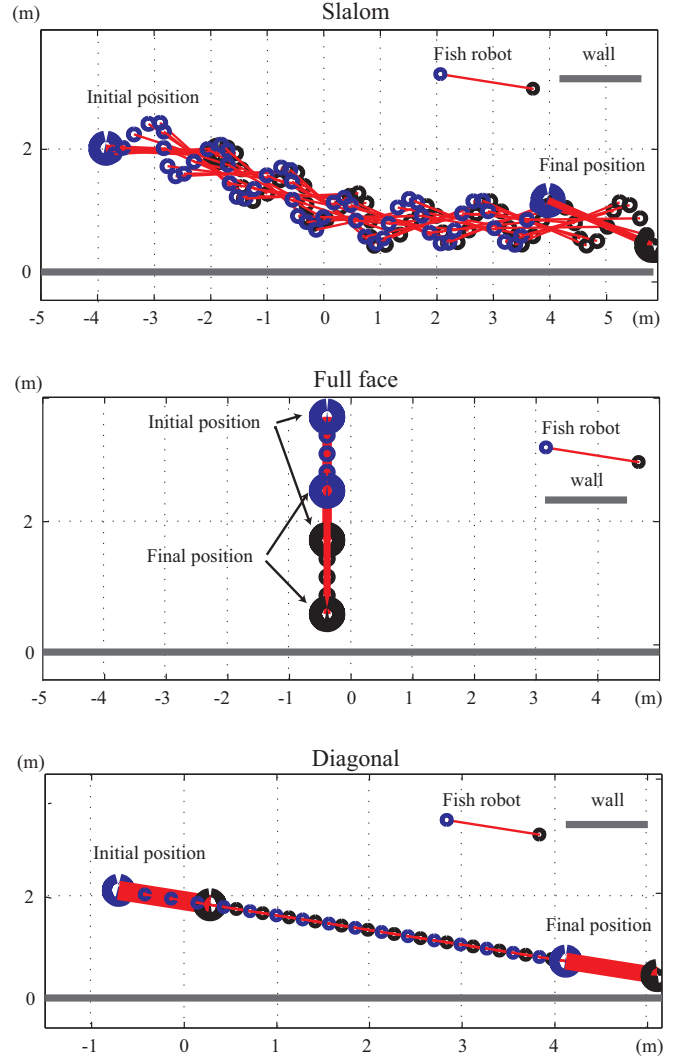 (m)
Slalom
Fish robot
wall
Initial position
2
Final position
0
-5 -4 -3 -2 -1 0 1 2 3 4 5 (m)
(m)
Full face
Initial position
Fish robot
wall
2
Final position
0
-5 -4 -3 -2 -1 0 1 2 3 4 (m)
(m)
Diagonal
Fish robot
wall
Initial position
2
Final position
0
-1 0 1 2 3 4 5 (m)